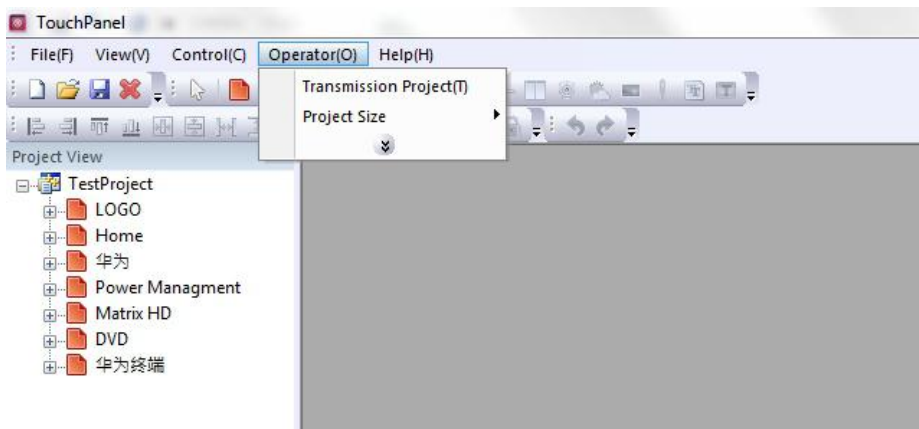 TouchPanel
File(F) View(V) Control(C) Operator(O) Help(H)
Transmission Project(T)
Project Size
Project View
TestProject
LOGO
Home
华为
Power Managment
Matrix HD
DVD
华为终端